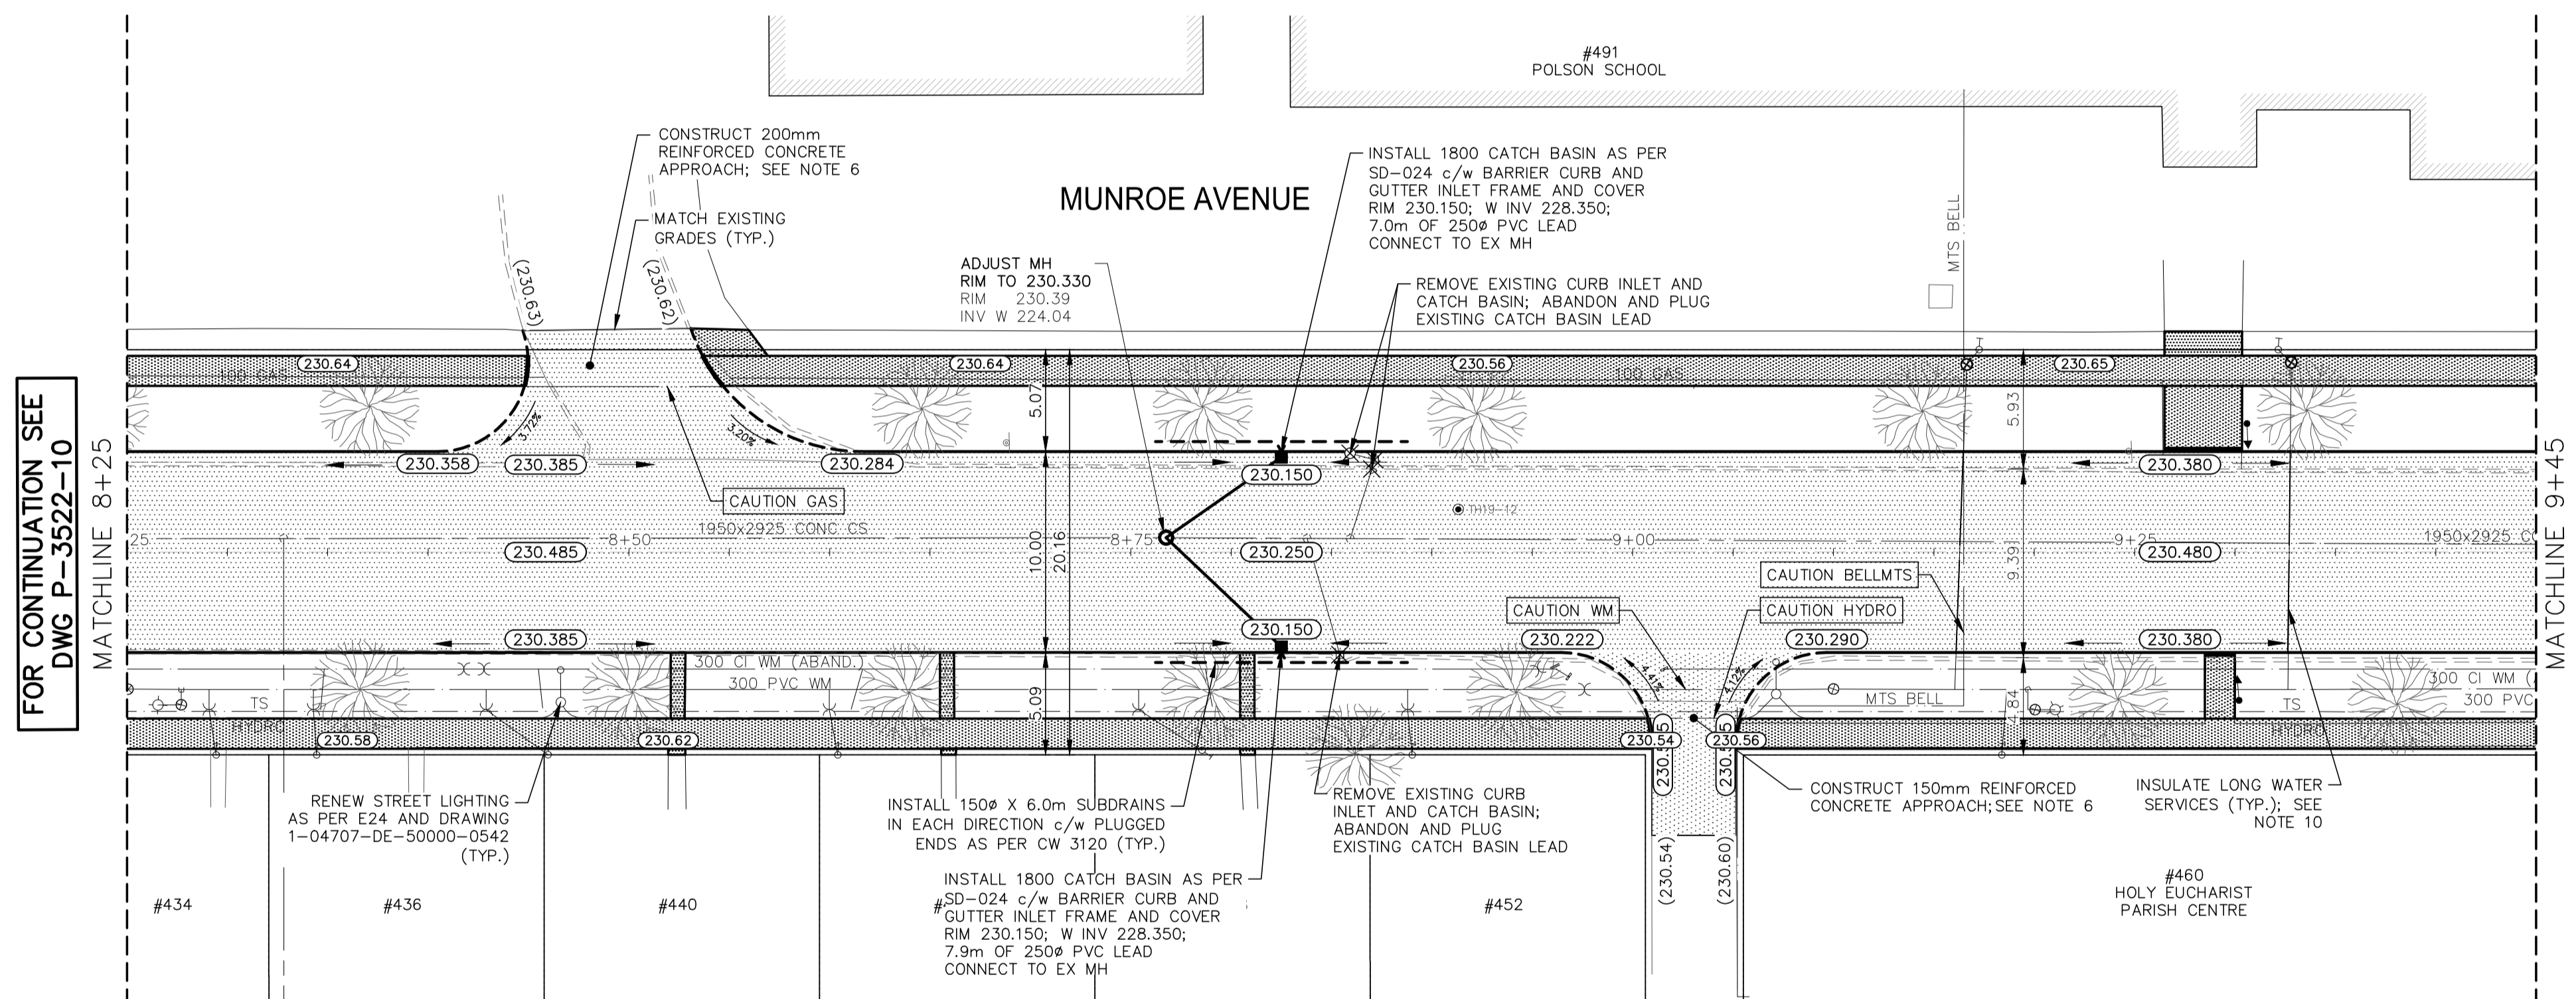 #491
POLSON SCHOOL
CONSTRUCT 200mm
REINFORCED CONCRETE
APPROACH; SEE NOTE 6
MATCH EXISTING
GRADES (TYP.)
MUNROE AVENUE
INSTALL 1800 CATCH BASIN AS PER
SD-024 c/w BARRIER CURB AND
GUTTER INLET FRAME AND COVER
RIM 230.150; W INV 228.350;
7.0m OF 250ø PVC LEAD
CONNECT TO EX MH
ADJUST MH
RIM TO 230.330
RIM 230.39
INV W 224.04
REMOVE EXISTING CURB INLET AND
CATCH BASIN; ABANDON AND PLUG
EXISTING CATCH BASIN LEAD
MTS BELL
(230.63)
(230.62)
FOR CONTINUATION SEE
DWG P-3522-10
MATCHLINE 8+25
MATCHLINE 9+45
230.64
230.64
230.56
230.65
100 GAS
100 GAS
5.07
5.93
3.72%
3.20%
230.358
230.385
230.284
230.150
230.380
CAUTION GAS
1950x2925 CONC CS
TH19-12
25
8+50
8+75
9+00
9+25
1950x2925 CO
230.485
230.250
230.480
10.00
20.16
9.39
CAUTION BELLMTS
CAUTION WM
CAUTION HYDRO
230.385
230.150
230.222
230.290
230.380
300 CI WM (ABAND.)
300 PVC WM
4.41%
4.12%
300 CI WM (
300 PVC
TS
MTS BELL
TS
5.09
4.84
HYDRO
HYDRO
230.58
230.62
230.54
230.56
RENEW STREET LIGHTING
AS PER E24 AND DRAWING
1-04707-DE-50000-0542
(TYP.)
INSTALL 150ø X 6.0m SUBDRAINS
IN EACH DIRECTION c/w PLUGGED
ENDS AS PER CW 3120 (TYP.)
REMOVE EXISTING CURB
INLET AND CATCH BASIN;
ABANDON AND PLUG
EXISTING CATCH BASIN LEAD
CONSTRUCT 150mm REINFORCED
CONCRETE APPROACH;SEE NOTE 6
INSULATE LONG WATER
SERVICES (TYP.); SEE
NOTE 10
(230.54)
(230.60)
INSTALL 1800 CATCH BASIN AS PER
SD-024 c/w BARRIER CURB AND
GUTTER INLET FRAME AND COVER
RIM 230.150; W INV 228.350;
7.9m OF 250ø PVC LEAD
CONNECT TO EX MH
#434
#436
#440
#452
#460
HOLY EUCHARIST
PARISH CENTRE